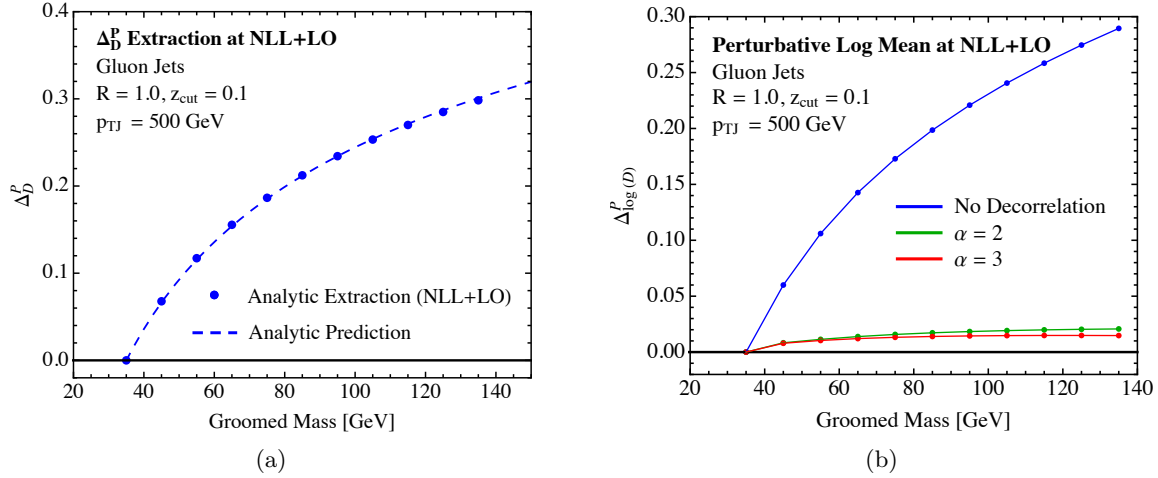 Δ_D^P Extraction at NLL+LO
Gluon Jets
R = 1.0, z_cut = 0.1
p_TJ = 500 GeV
Analytic Extraction (NLL+LO)
Analytic Prediction
Δ_D^P
0.4
0.3
0.2
0.1
0.0
20 40 60 80 100 120 140
Groomed Mass [GeV]
(a)
Perturbative Log Mean at NLL+LO
Gluon Jets
R = 1.0, z_cut = 0.1
p_TJ = 500 GeV
No Decorrelation
α = 2
α = 3
Δ_log(D)^P
0.30
0.25
0.20
0.15
0.10
0.05
0.00
20 40 60 80 100 120 140
Groomed Mass [GeV]
(b)